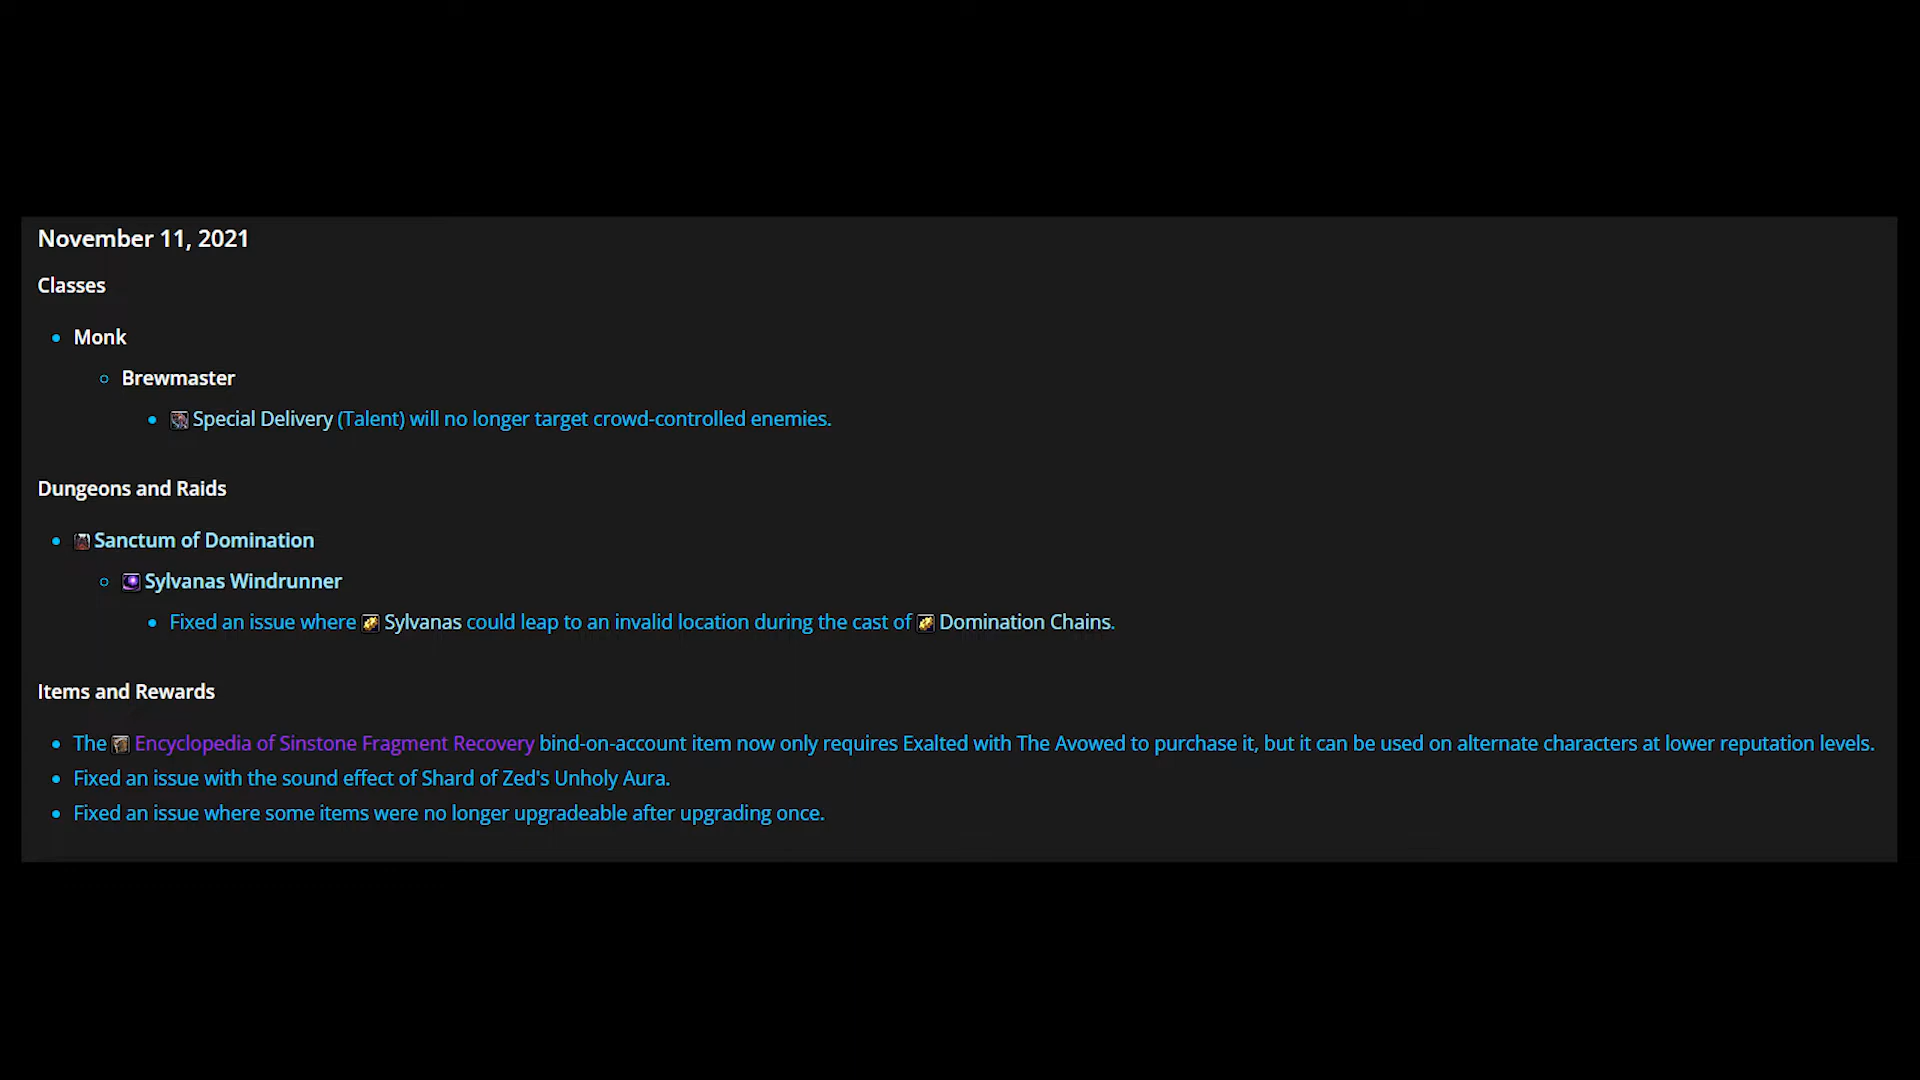 November 11, 2021
Classes
Monk
Brewmaster
Special Delivery (Talent) will no longer target crowd-controlled enemies.
Dungeons and Raids
Sanctum of Domination
Sylvanas Windrunner
Fixed an issue where Sylvanas could leap to an invalid location during the cast of Domination Chains.
Items and Rewards
The Encyclopedia of Sinstone Fragment Recovery bind-on-account item now only requires Exalted with The Avowed to purchase it, but it can be used on alternate characters at lower reputation levels.
Fixed an issue with the sound effect of Shard of Zed's Unholy Aura.
Fixed an issue where some items were no longer upgradeable after upgrading once.